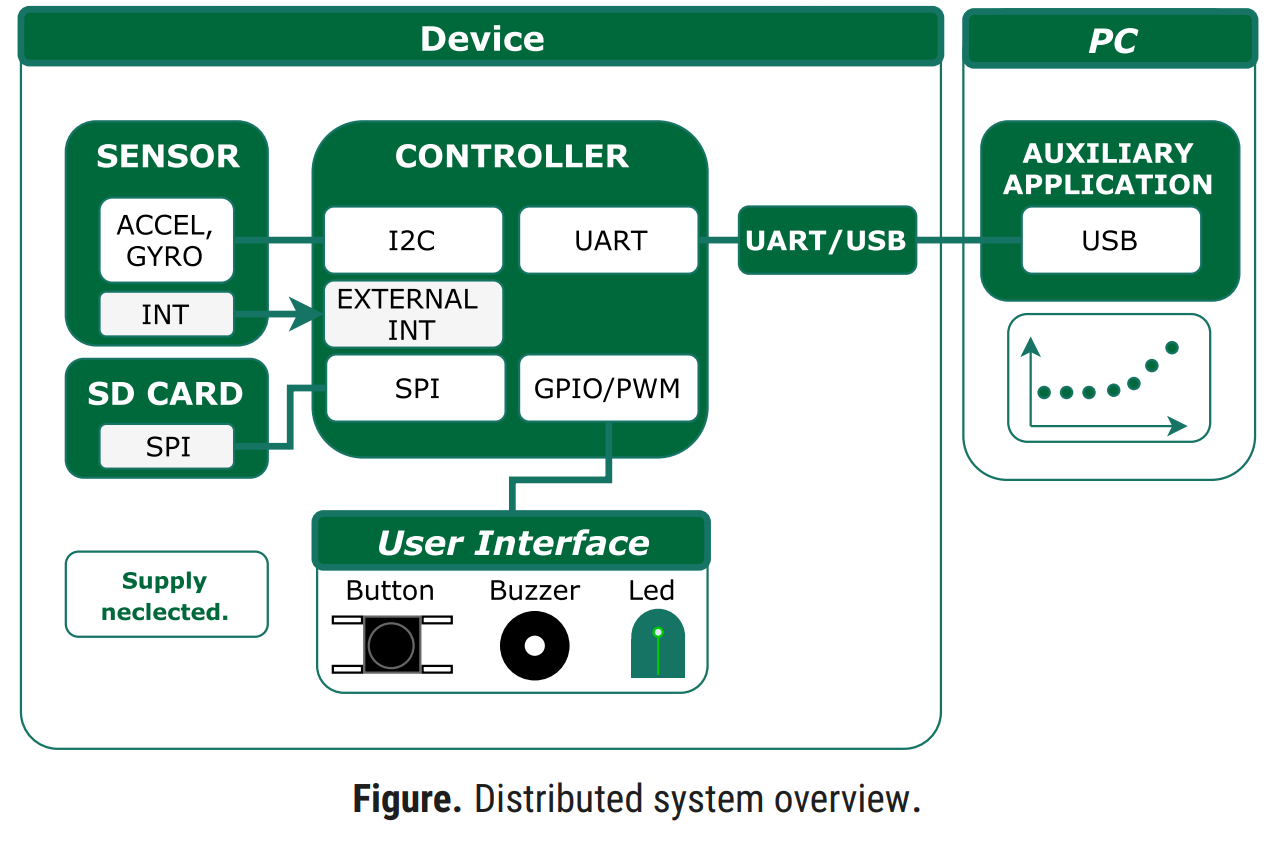 Device
PC
SENSOR
ACCEL,
GYRO
INT
SD CARD
SPI
CONTROLLER
I2C
UART
EXTERNAL
INT
SPI
GPIO/PWM
UART/USB
AUXILIARY
APPLICATION
USB
User Interface
Button
Buzzer
Led
Supply
neclected.
Figure. Distributed system overview.